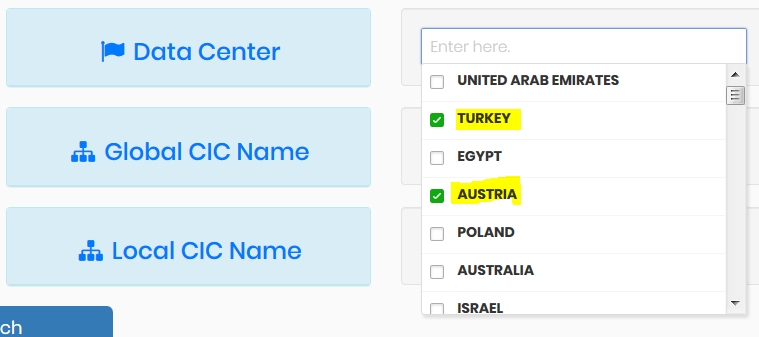 Data Center
Enter here.
UNITED ARAB EMIRATES
TURKEY
EGYPT
AUSTRIA
POLAND
AUSTRALIA
ISRAEL
Global CIC Name
Local CIC Name
ch